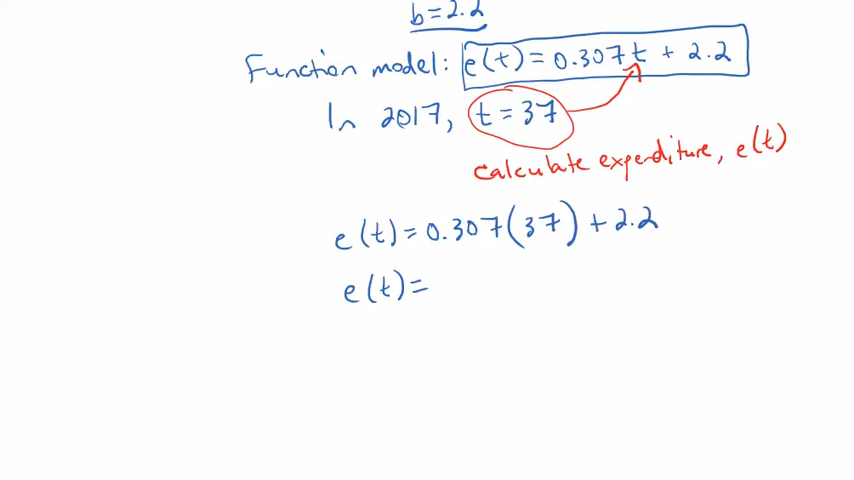 b=2.2
Function model: e(t)=0.307t + 2.2
In 2017, t=37
calculate expenditure, e(t)
e(t)=0.307(37)+2.2
e(t)=